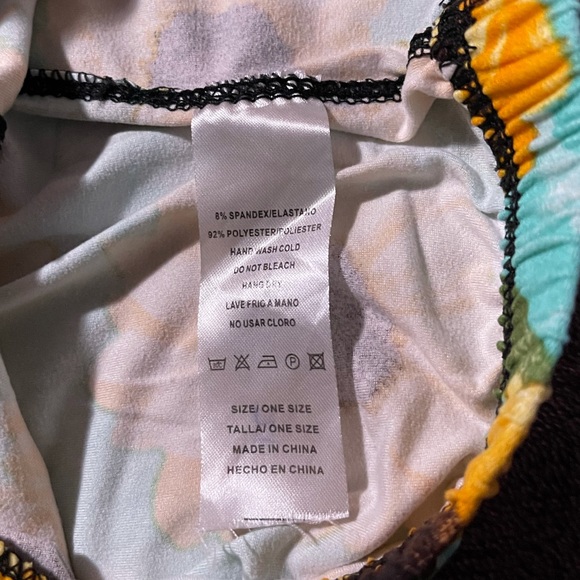 8% SPANDEX/ELASTANO
92% POLYESTER/POLIESTER
HAND WASH COLD
DO NOT BLEACH
HANG DRY
LAVE FRIC A MANO
NO USAR CLORO
P
SIZE/ ONE SIZE
TALLA/ ONE SIZE
MADE IN CHINA
HECHO EN CHINA